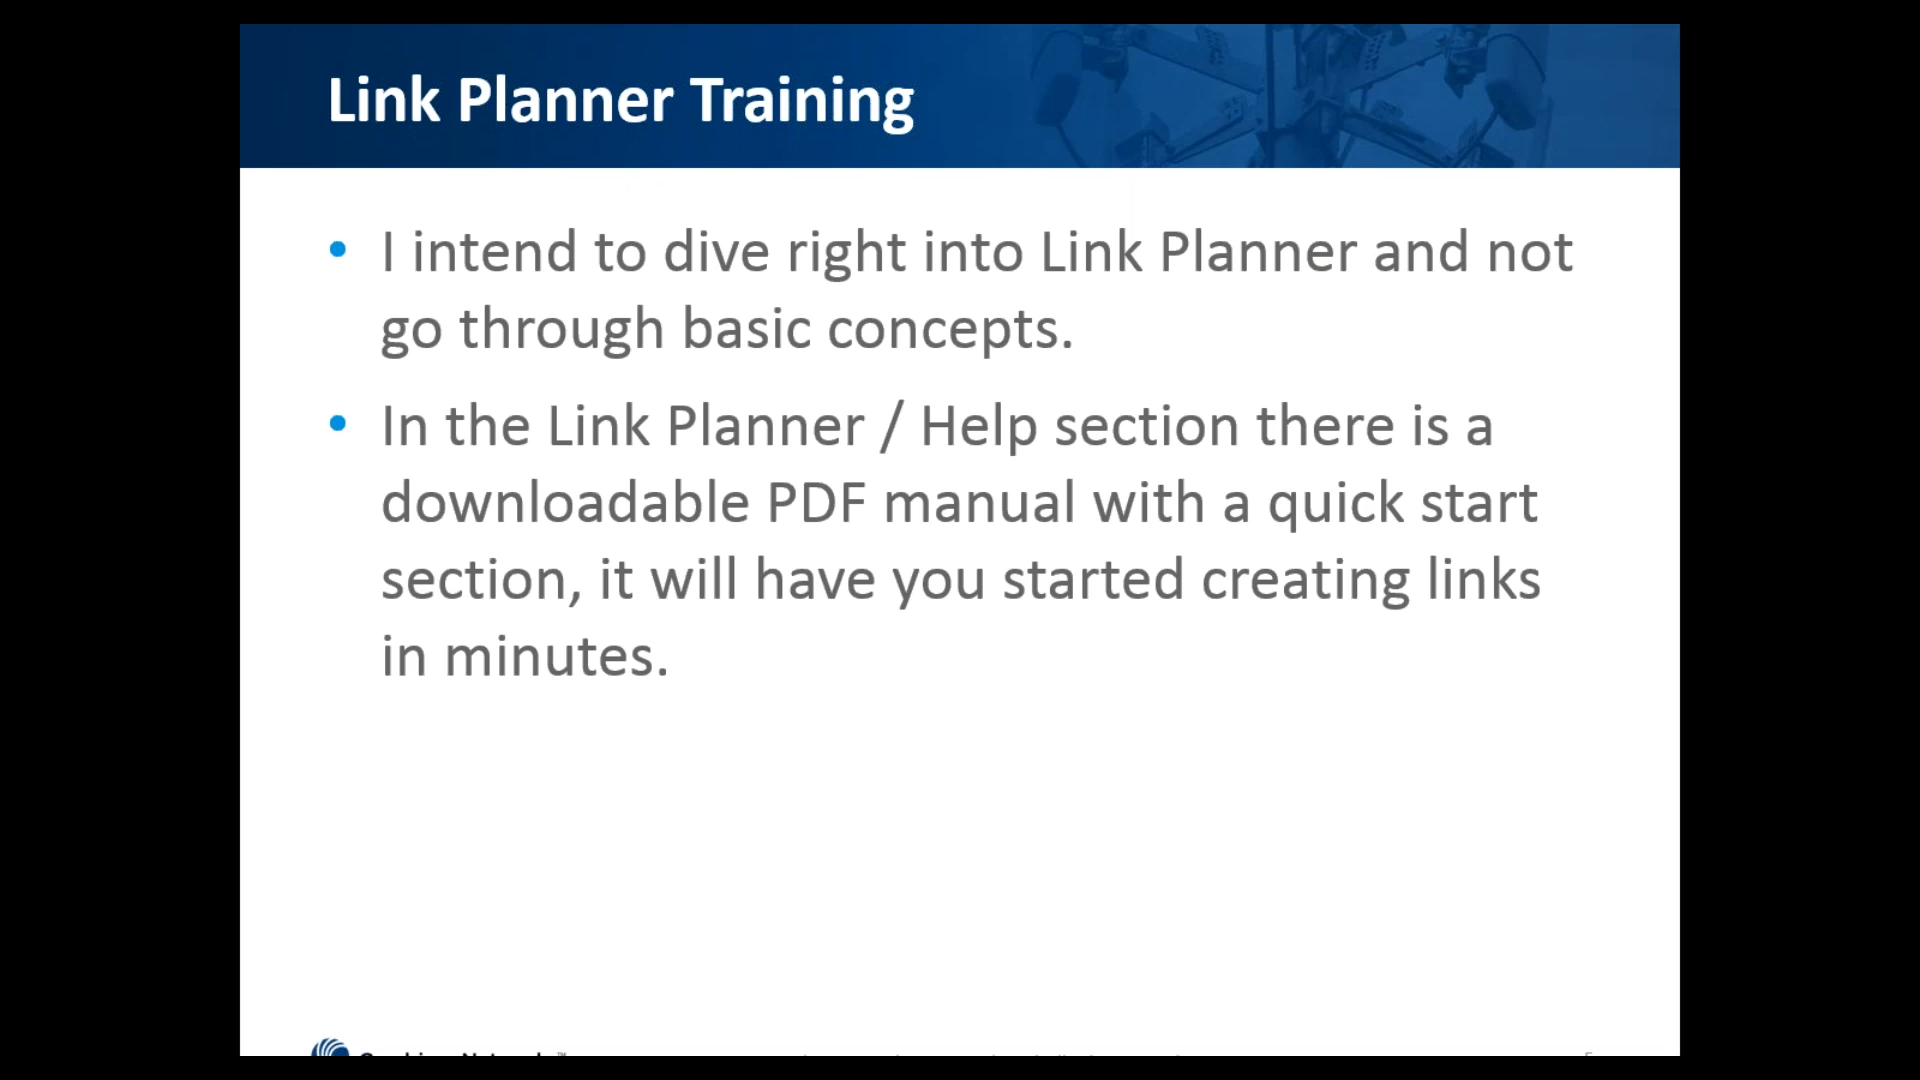 Link Planner Training
• I intend to dive right into Link Planner and not
go through basic concepts.
• In the Link Planner / Help section there is a
downloadable PDF manual with a quick start
section, it will have you started creating links
in minutes.